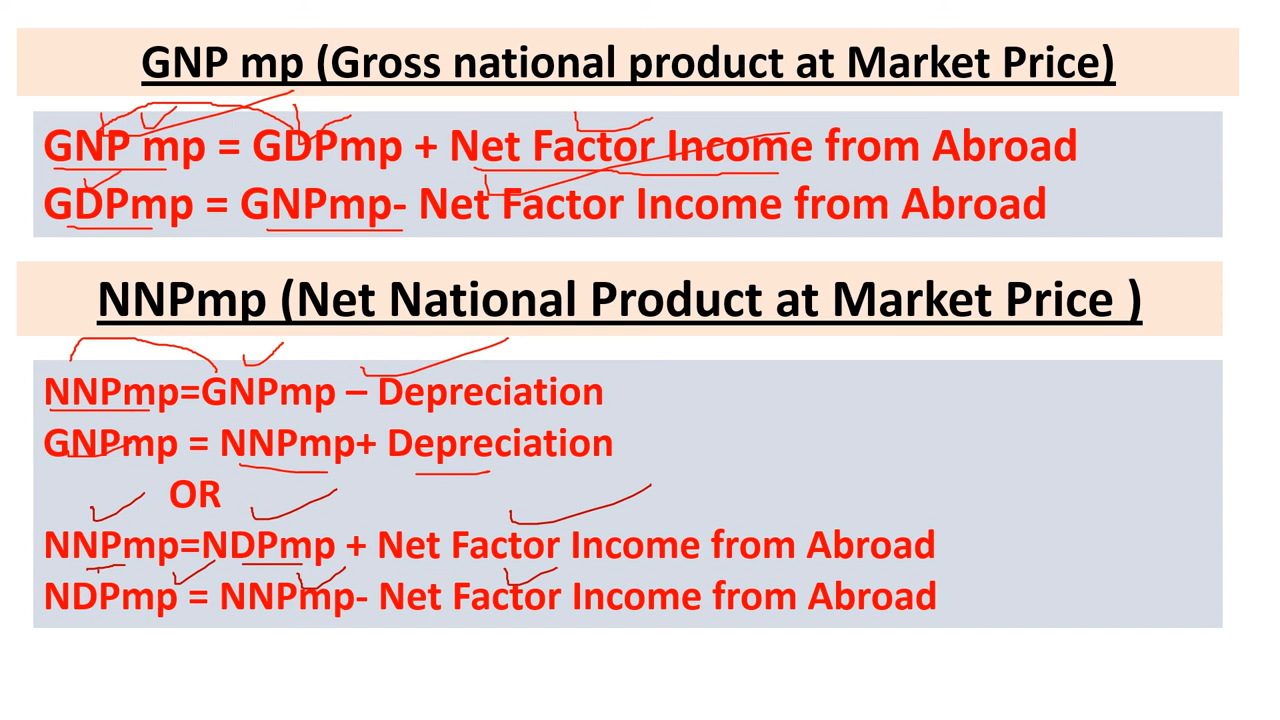 GNP mp (Gross national product at Market Price)
GNP mp = GDPmp + Net Factor Income from Abroad
GDPmp = GNPmp- Net Factor Income from Abroad
NNPmp (Net National Product at Market Price )
NNPmp=GNPmp – Depreciation
GNPmp = NNPmp+ Depreciation
OR
NNPmp=NDPmp + Net Factor Income from Abroad
NDPmp = NNPmp- Net Factor Income from Abroad